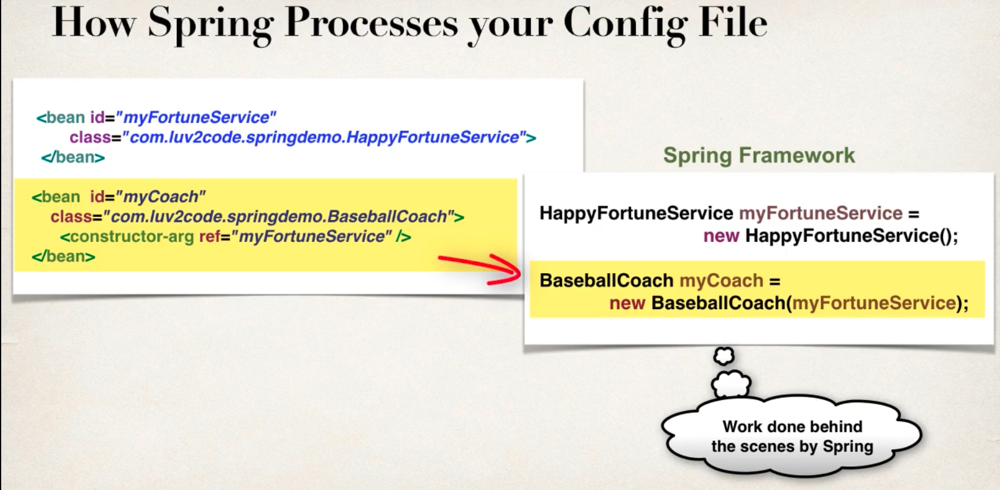 How Spring Processes your Config File
<bean id="myFortuneService"
class="com.luv2code.springdemo.HappyFortuneService">
</bean>
<bean id="myCoach"
class="com.luv2code.springdemo.BaseballCoach">
<constructor-arg ref="myFortuneService" />
</bean>
Spring Framework
HappyFortuneService myFortuneService =
new HappyFortuneService();
BaseballCoach myCoach =
new BaseballCoach(myFortuneService);
Work done behind
the scenes by Spring